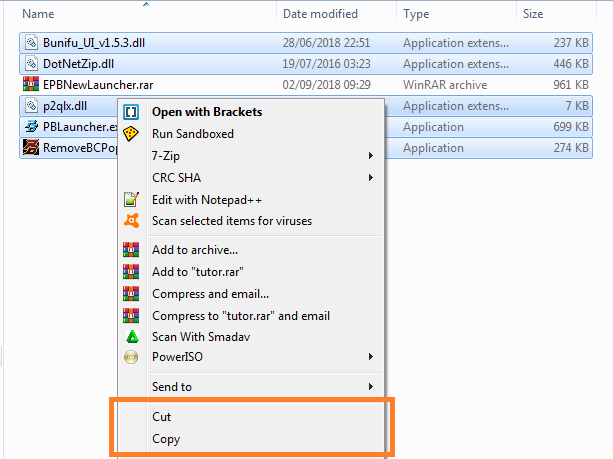 Name Date modified Type Size
Bunifu_UI_v1.5.3.dll 28/06/2018 22:51 Application extens... 237 KB
DotNetZip.dll 19/07/2016 03:23 Application extens... 446 KB
EPBNewLauncher.rar 02/09/2018 09:29 WinRAR archive 961 KB
p2qlx.dll Application extens... 7 KB
PBLauncher.ex Application 699 KB
RemoveBCPop Application 274 KB
Open with Brackets
Run Sandboxed
7-Zip
CRC SHA
Edit with Notepad++
Scan selected items for viruses
Add to archive...
Add to "tutor.rar"
Compress and email...
Compress to "tutor.rar" and email
Scan With Smadav
PowerISO
Send to
Cut
Copy